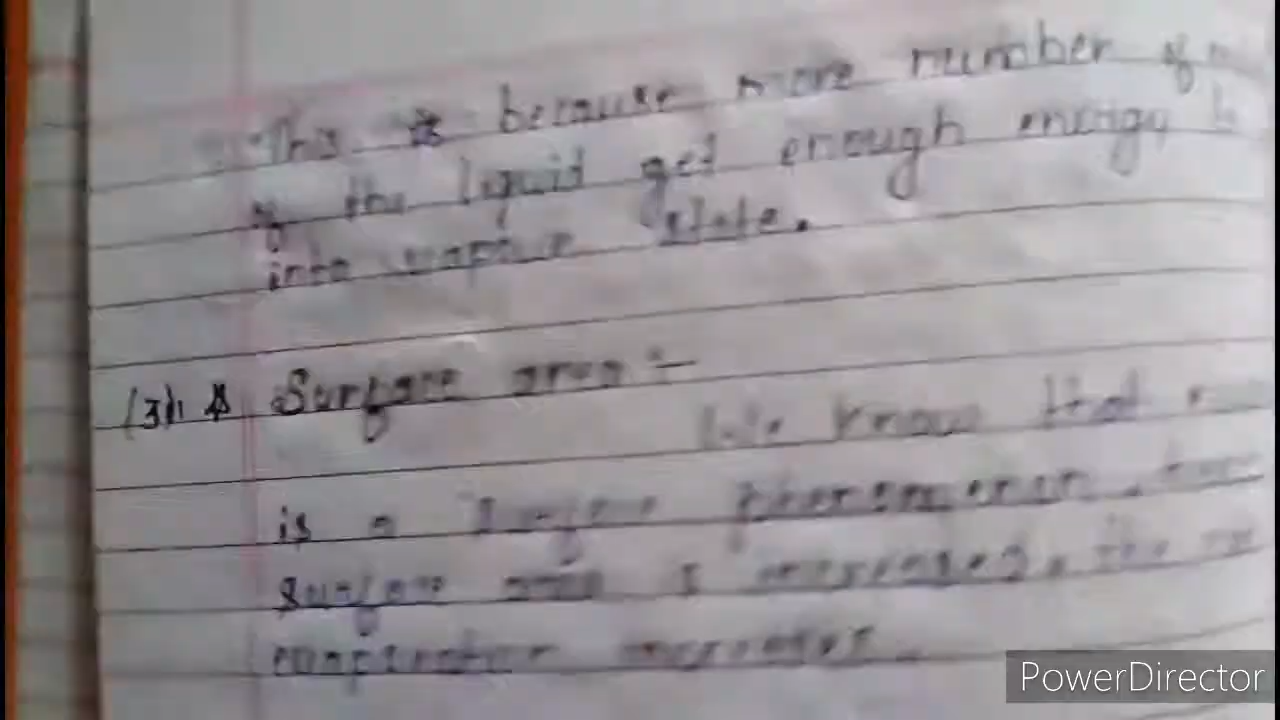 This is because more number of
of the liquid get enough energy
into vapour state.
(3) Surface area :-
We know that
is a surface phenomenon.
surface area is increased, the
evaporation increases.
PowerDirector